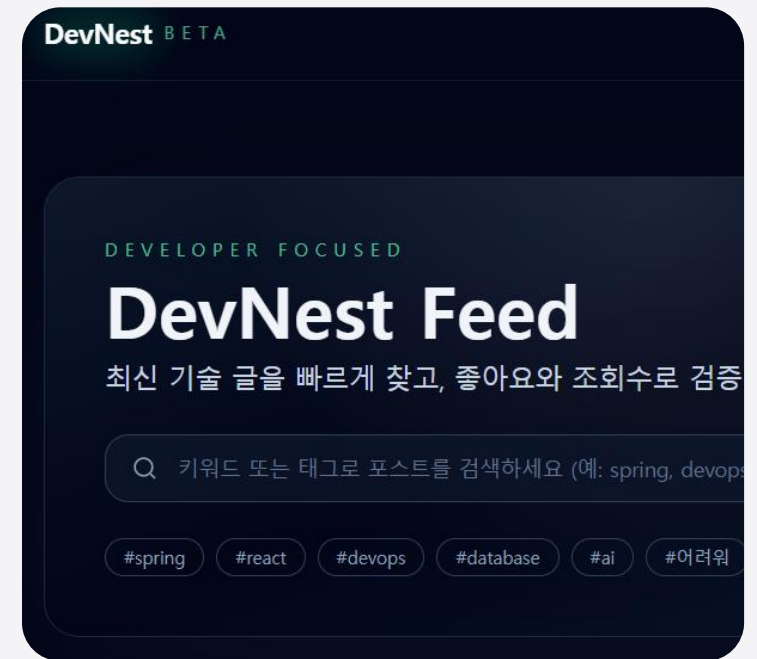 DevNest BETA
DEVELOPER FOCUSED
DevNest Feed
최신 기술 글을 빠르게 찾고, 좋아요와 조회수로 검증
키워드 또는 태그로 포스트를 검색하세요 (예: spring, devops
#spring #react #devops #database #ai #어려워